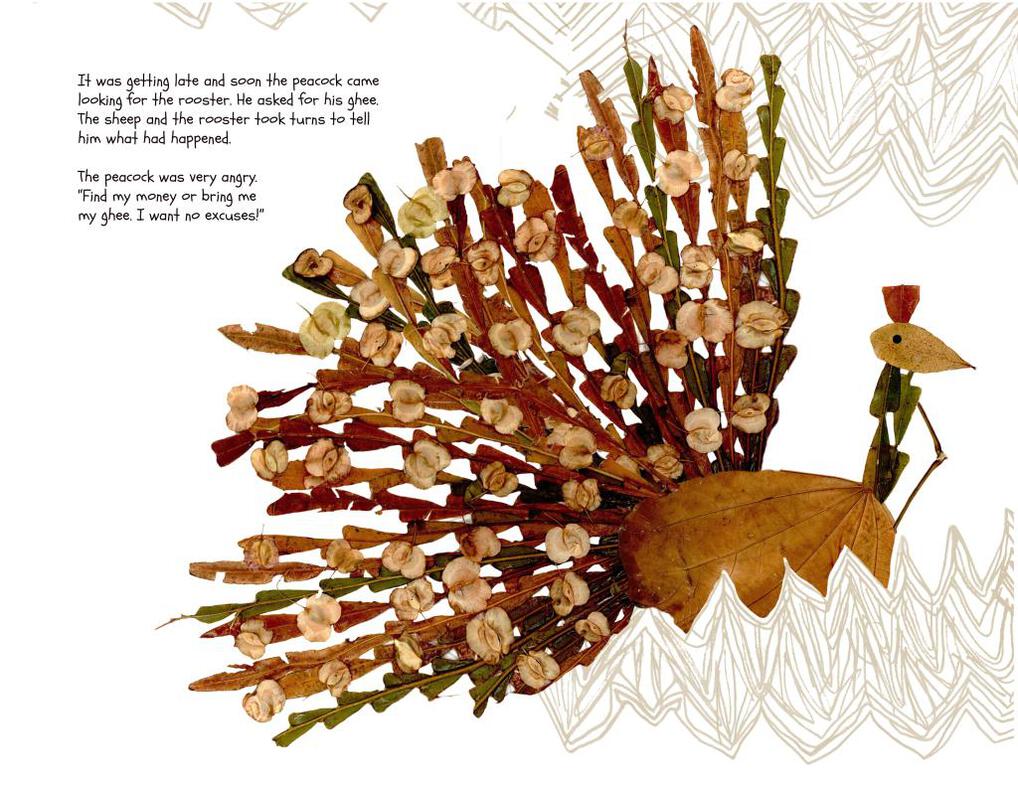 It was getting late and soon the peacock came
looking for the rooster. He asked for his ghee.
The sheep and the rooster took turns to tell
him what had happened.
The peacock was very angry.
"Find my money or bring me
my ghee. I want no excuses!"